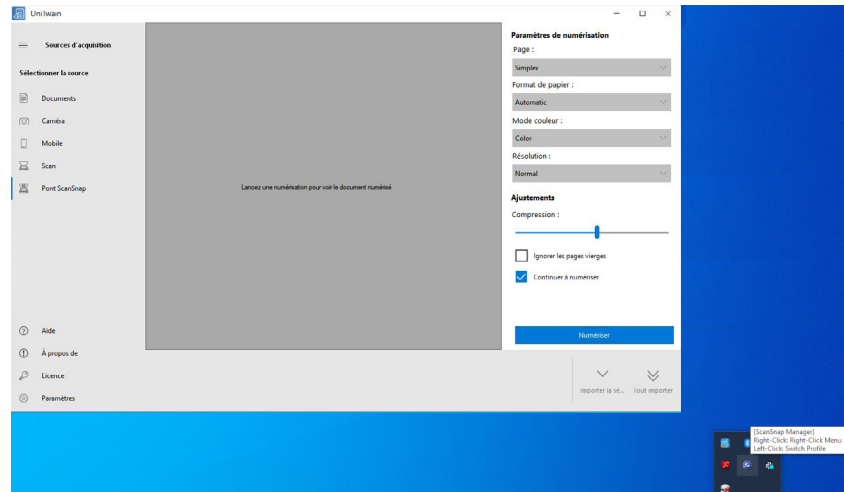 UniTwain
Sources d'acquisition
Sélectionner la source
Documents
Caméra
Mobile
Scan
Pont ScanSnap
Aide
À propos de
Licence
Paramètres
Lancez une numérisation pour voir le document numérisé
Paramètres de numérisation
Page :
Simplex
Format de papier :
Automatic
Mode couleur :
Color
Résolution :
Normal
Ajustements
Compression :
Ignorer les pages vierges
Continuer à numériser
Numériser
Importer la sé...
Tout importer
[ScanSnap Manager]
Right-Click: Right-Click Menu
Left-Click: Switch Profile